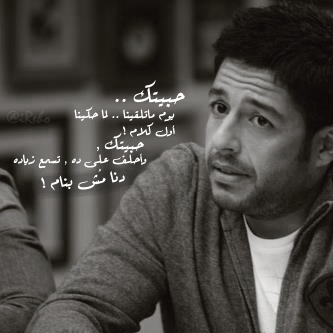 حبيتك ..
يوم ماتلقينا .. لما حكينا
اول كلام !
حبيتك ,
واحلف على ده , تسمع زياده
دنا مش بنام !